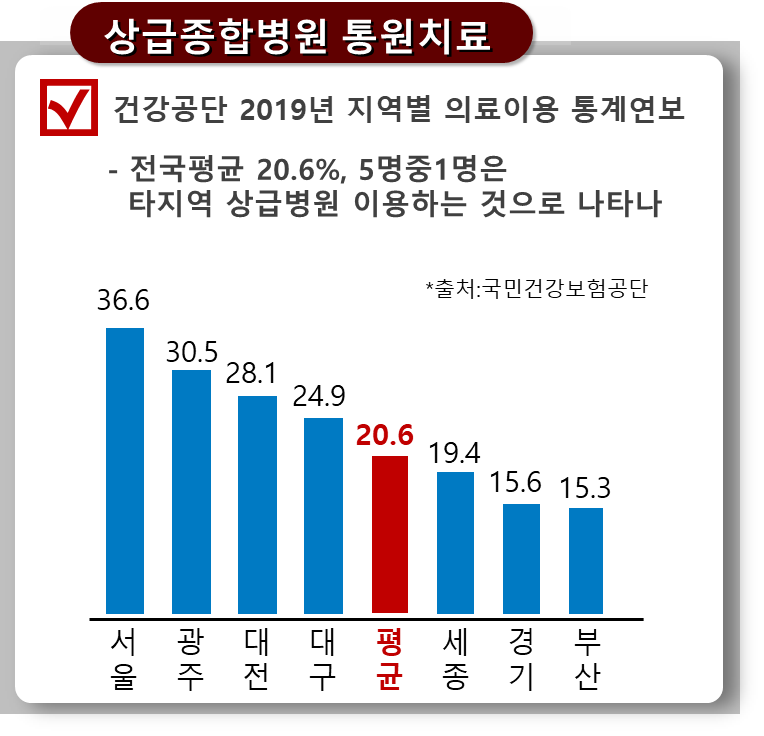 상급종합병원 통원치료
건강공단 2019년 지역별 의료이용 통계연보
- 전국평균 20.6%, 5명중1명은
타지역 상급병원 이용하는 것으로 나타나
*출처:국민건강보험공단
36.6
30.5
28.1
24.9
20.6
19.4
15.6
15.3
서울
광주
대전
대구
평균
세종
경기
부산